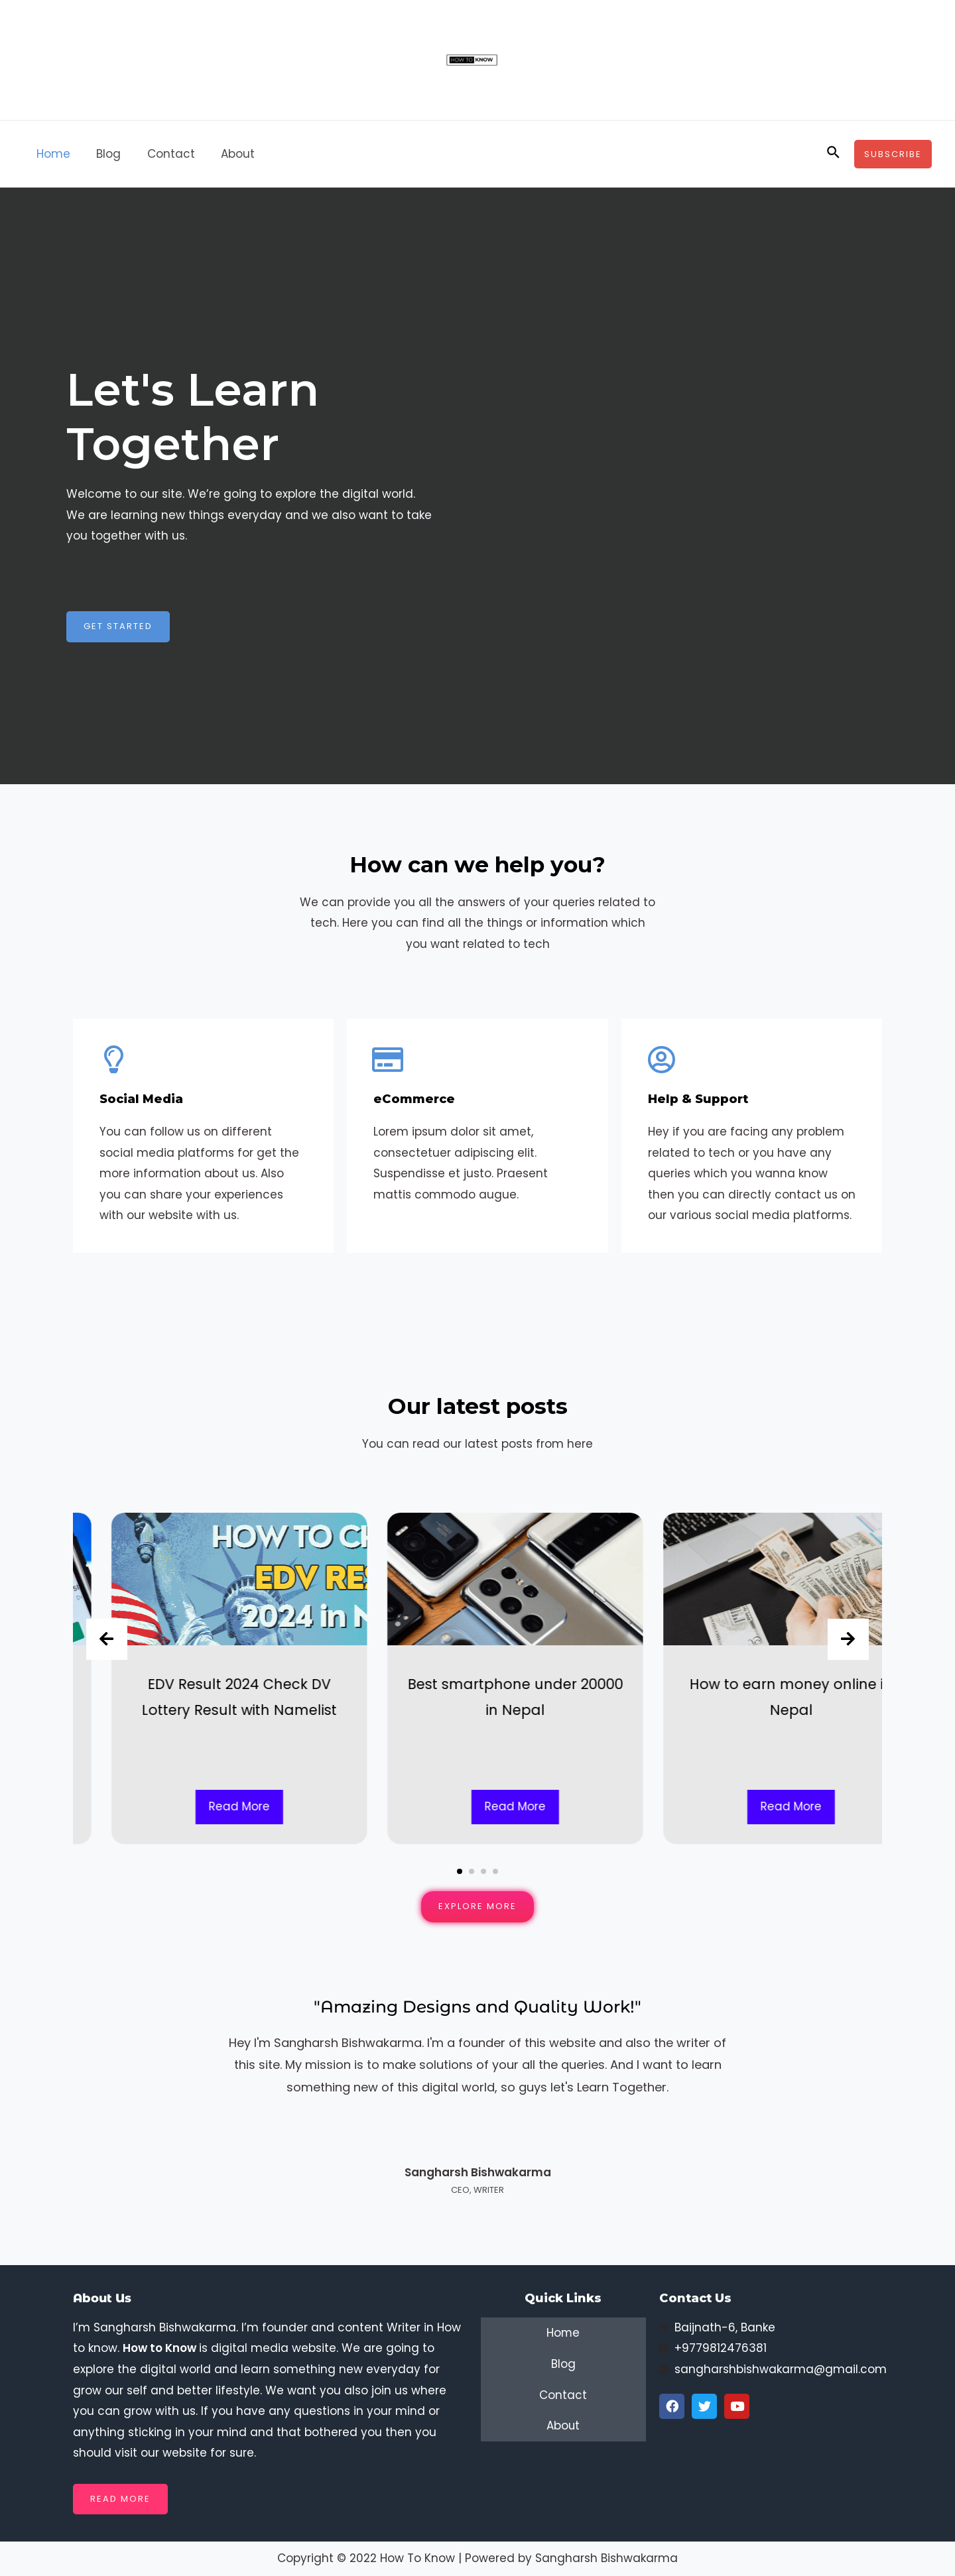 HOW TO KNOW
Home Blog Contact About SUBSCRIBE
Let's Learn
Together
Welcome to our site. We’re going to explore the digital world.
We are learning new things everyday and we also want to take
you together with us.
GET STARTED
How can we help you?
We can provide you all the answers of your queries related to
tech. Here you can find all the things or information which
you want related to tech
Social Media
You can follow us on different
social media platforms for get the
more information about us. Also
you can share your experiences
with our website with us.
eCommerce
Lorem ipsum dolor sit amet,
consectetuer adipiscing elit.
Suspendisse et justo. Praesent
mattis commodo augue.
Help & Support
Hey if you are facing any problem
related to tech or you have any
queries which you wanna know
then you can directly contact us on
our various social media platforms.
Our latest posts
You can read our latest posts from here
HOW TO CH
EDV RES
2024 in N
EDV Result 2024 Check DV
Lottery Result with Namelist
Read More
Best smartphone under 20000
in Nepal
Read More
How to earn money online i
Nepal
Read More
EXPLORE MORE
"Amazing Designs and Quality Work!"
Hey I'm Sangharsh Bishwakarma. I'm a founder of this website and also the writer of
this site. My mission is to make solutions of your all the queries. And I want to learn
something new of this digital world, so guys let's Learn Together.
Sangharsh Bishwakarma
CEO, WRITER
About Us
I’m Sangharsh Bishwakarma. I’m founder and content Writer in How
to know. How to Know is digital media website. We are going to
explore the digital world and learn something new everyday for
grow our self and better lifestyle. We want you also join us where
you can grow with us. If you have any questions in your mind or
anything sticking in your mind and that bothered you then you
should visit our website for sure.
READ MORE
Quick Links
Home
Blog
Contact
About
Contact Us
Baijnath-6, Banke
+9779812476381
sangharshbishwakarma@gmail.com
Copyright © 2022 How To Know | Powered by Sangharsh Bishwakarma